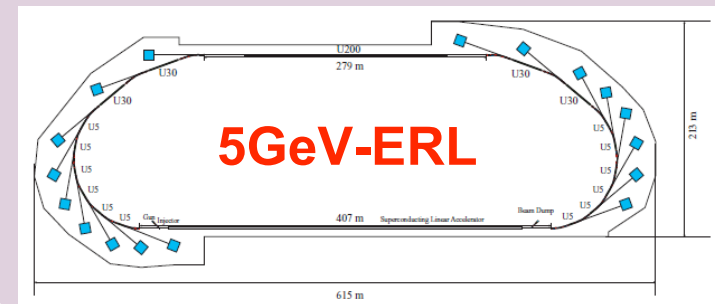 U200
279 m
U30
U30
U30
U30
5GeV-ERL
U5
U5
U5
U5
U5
U5
U5
U5
U5
U5
U5
U5
Gun
Injector
407 m
Superconducting Linear Accelerator
Beam Dump
213 m
615 m